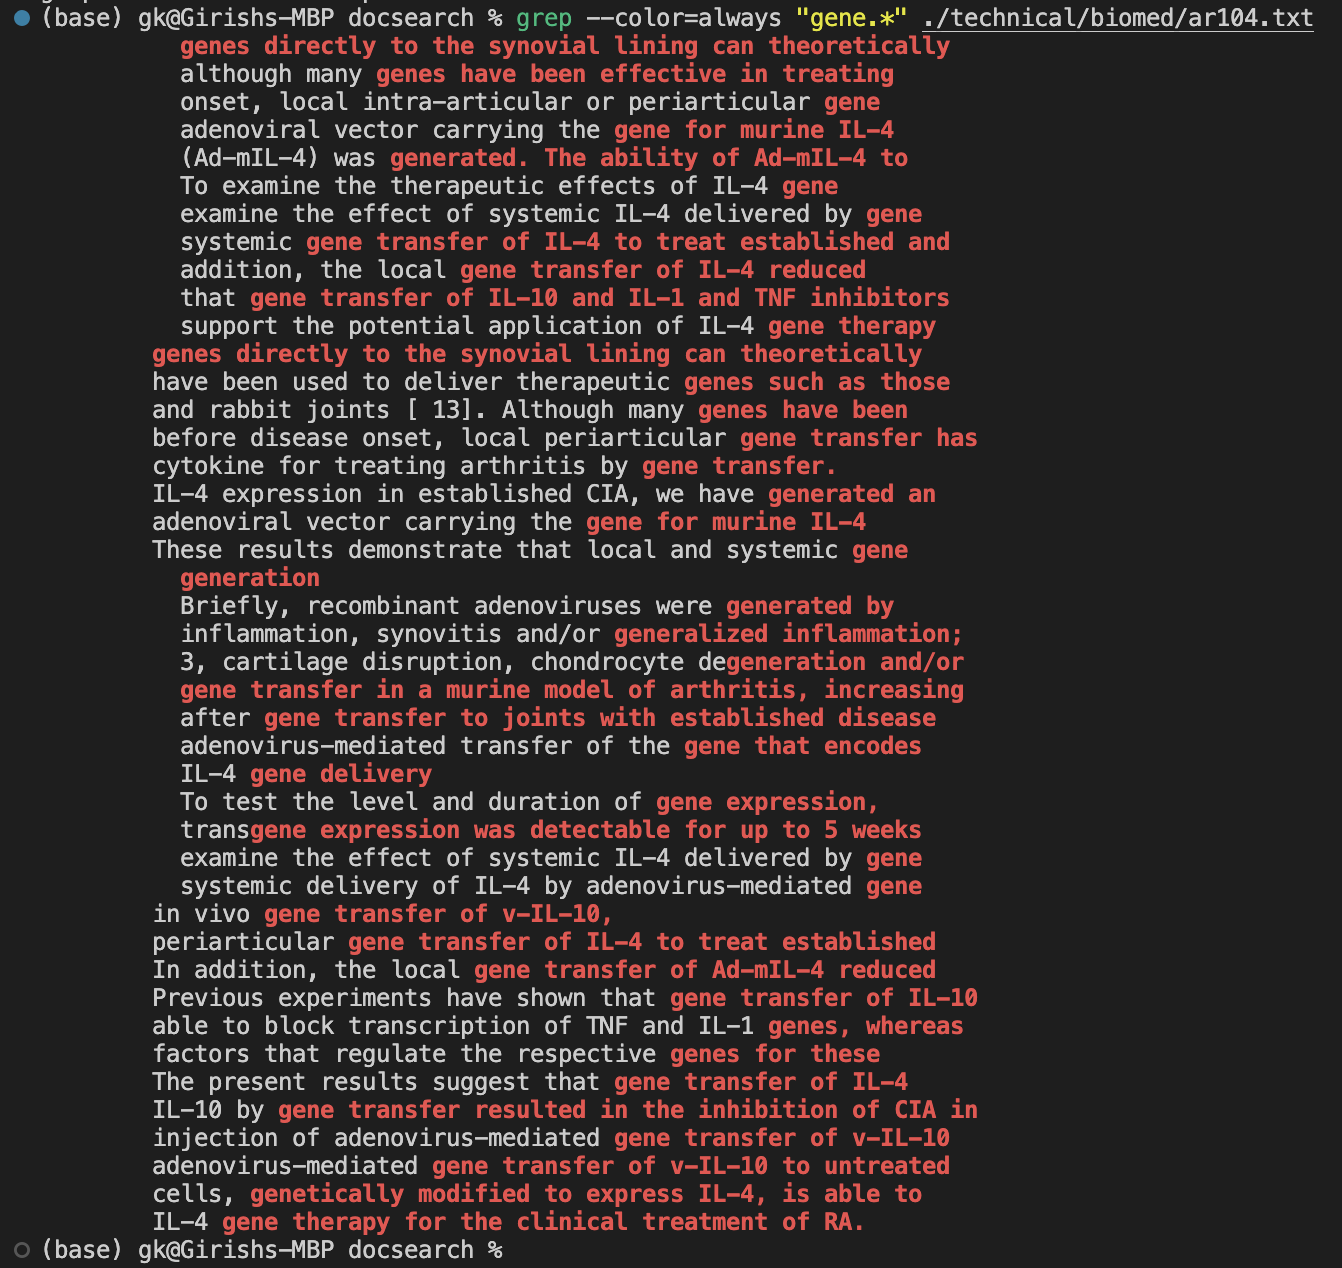 (base) gk@Girishs-MBP docsearch % grep --color=always "gene.*" ./technical/biomed/ar104.txt
genes directly to the synovial lining can theoretically
although many genes have been effective in treating
onset, local intra-articular or periarticular gene
adenoviral vector carrying the gene for murine IL-4
(Ad-mIL-4) was generated. The ability of Ad-mIL-4 to
To examine the therapeutic effects of IL-4 gene
examine the effect of systemic IL-4 delivered by gene
systemic gene transfer of IL-4 to treat established and
addition, the local gene transfer of IL-4 reduced
that gene transfer of IL-10 and IL-1 and TNF inhibitors
support the potential application of IL-4 gene therapy
genes directly to the synovial lining can theoretically
have been used to deliver therapeutic genes such as those
and rabbit joints [ 13]. Although many genes have been
before disease onset, local periarticular gene transfer has
cytokine for treating arthritis by gene transfer.
IL-4 expression in established CIA, we have generated an
adenoviral vector carrying the gene for murine IL-4
These results demonstrate that local and systemic gene
generation
Briefly, recombinant adenoviruses were generated by
inflammation, synovitis and/or generalized inflammation;
3, cartilage disruption, chondrocyte degeneration and/or
gene transfer in a murine model of arthritis, increasing
after gene transfer to joints with established disease
adenovirus-mediated transfer of the gene that encodes
IL-4 gene delivery
To test the level and duration of gene expression,
transgene expression was detectable for up to 5 weeks
examine the effect of systemic IL-4 delivered by gene
systemic delivery of IL-4 by adenovirus-mediated gene
in vivo gene transfer of v-IL-10,
periarticular gene transfer of IL-4 to treat established
In addition, the local gene transfer of Ad-mIL-4 reduced
Previous experiments have shown that gene transfer of IL-10
able to block transcription of TNF and IL-1 genes, whereas
factors that regulate the respective genes for these
The present results suggest that gene transfer of IL-4
IL-10 by gene transfer resulted in the inhibition of CIA in
injection of adenovirus-mediated gene transfer of v-IL-10
adenovirus-mediated gene transfer of v-IL-10 to untreated
cells, genetically modified to express IL-4, is able to
IL-4 gene therapy for the clinical treatment of RA.
(base) gk@Girishs-MBP docsearch %